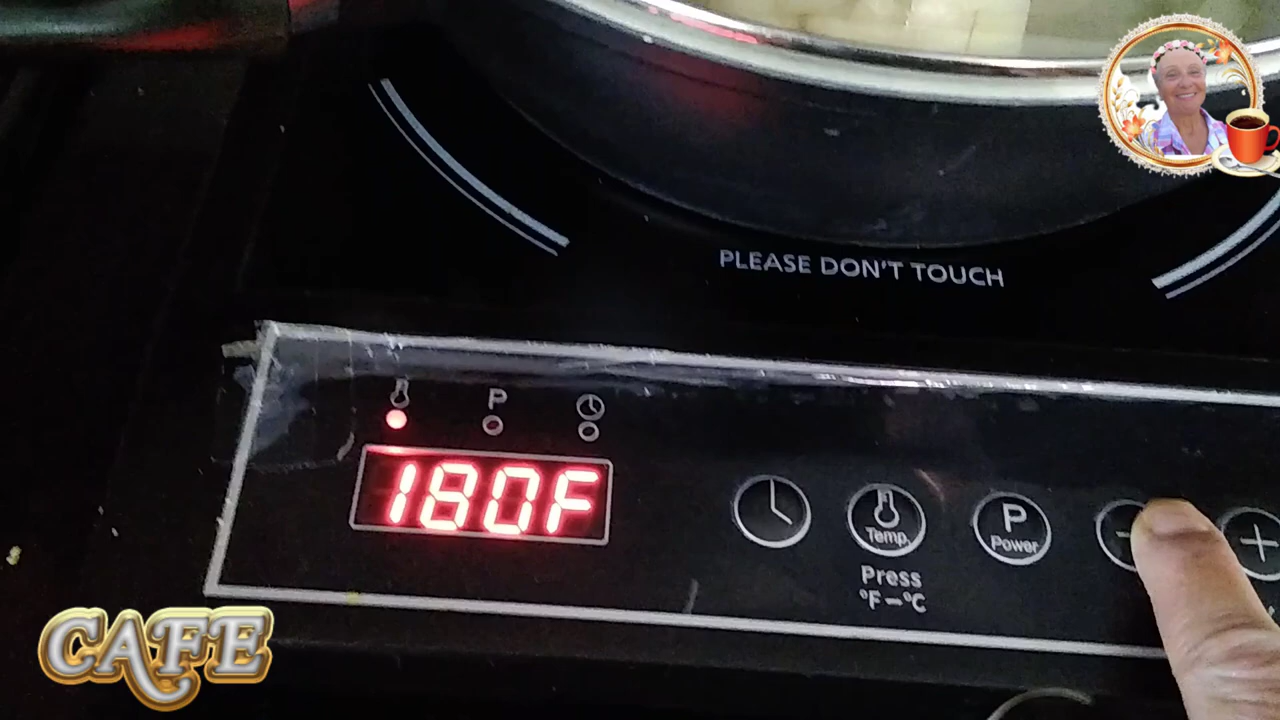 PLEASE DON'T TOUCH
P
180F
Temp.
P
Power
Press
°F–°C
CAFE